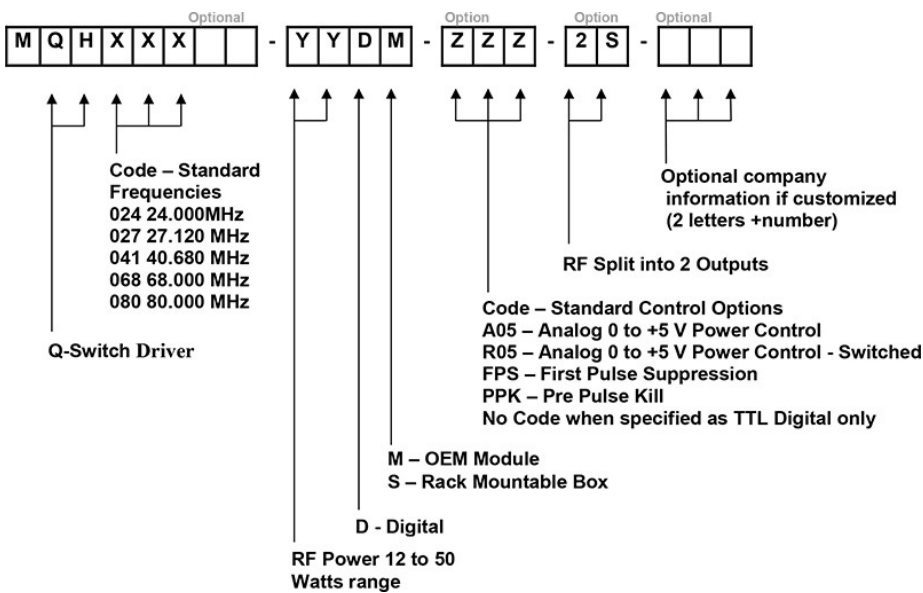 Optional Option Option Optional
M Q H X X X - Y Y D M - Z Z Z - 2 S -
Code – Standard
Frequencies
024 24.000MHz
027 27.120 MHz
041 40.680 MHz
068 68.000 MHz
080 80.000 MHz
Q-Switch Driver
Optional company
information if customized
(2 letters +number)
RF Split into 2 Outputs
Code – Standard Control Options
A05 – Analog 0 to +5 V Power Control
R05 – Analog 0 to +5 V Power Control - Switched
FPS – First Pulse Suppression
PPK – Pre Pulse Kill
No Code when specified as TTL Digital only
M – OEM Module
S – Rack Mountable Box
D - Digital
RF Power 12 to 50
Watts range